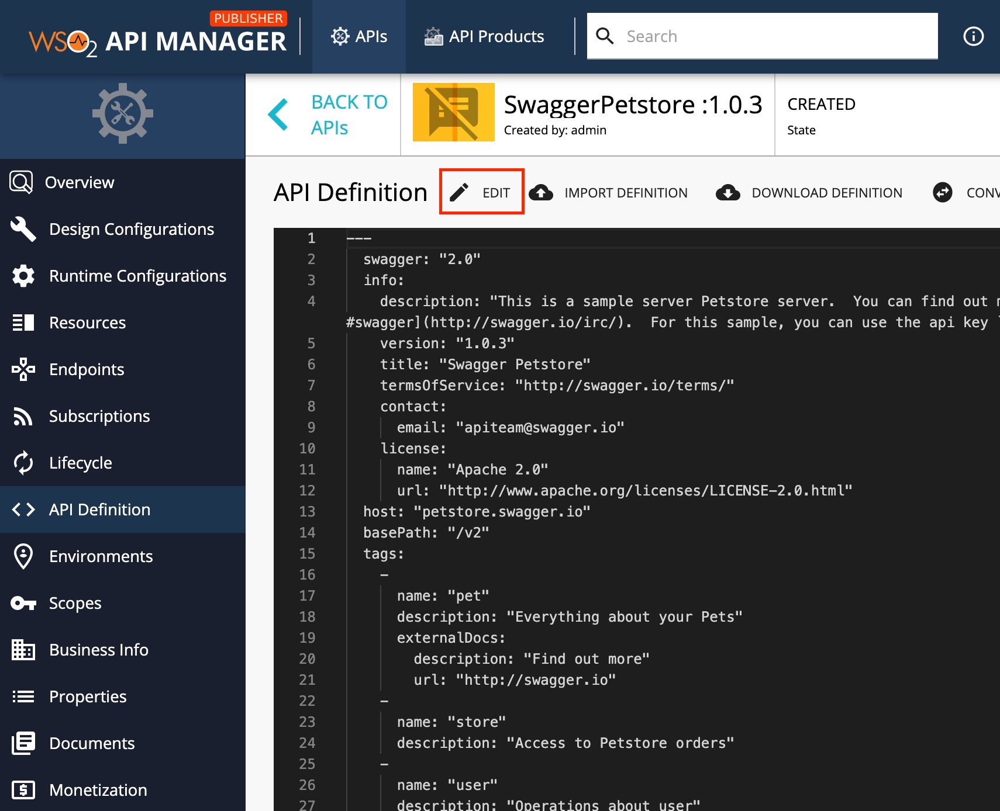 PUBLISHER
WSO2 API MANAGER
APIs
API Products
Search
BACK TO
APIs
SwaggerPetstore :1.0.3
Created by: admin
CREATED
State
Overview
Design Configurations
Runtime Configurations
Resources
Endpoints
Subscriptions
Lifecycle
API Definition
Environments
Scopes
Business Info
Properties
Documents
Monetization
API Definition
EDIT
IMPORT DEFINITION
DOWNLOAD DEFINITION
CONV
1 ---
2 swagger: "2.0"
3 info:
4 description: "This is a sample server Petstore server.  You can find out
#swagger](http://swagger.io/irc/).  For this sample, you can use the api key `
5 version: "1.0.3"
6 title: "Swagger Petstore"
7 termsOfService: "http://swagger.io/terms/"
8 contact:
9 email: "apiteam@swagger.io"
10 license:
11 name: "Apache 2.0"
12 url: "http://www.apache.org/licenses/LICENSE-2.0.html"
13 host: "petstore.swagger.io"
14 basePath: "/v2"
15 tags:
16 -
17 name: "pet"
18 description: "Everything about your Pets"
19 externalDocs:
20 description: "Find out more"
21 url: "http://swagger.io"
22 -
23 name: "store"
24 description: "Access to Petstore orders"
25 -
26 name: "user"
27 description: "Operations about user"